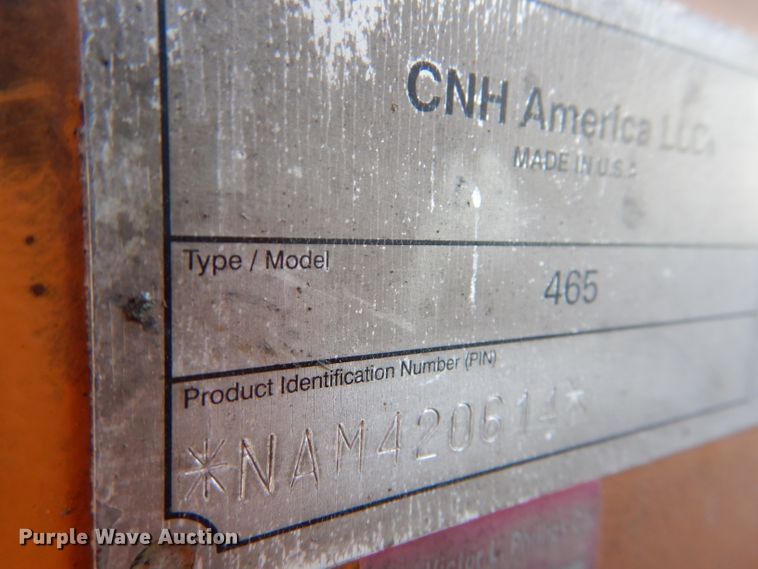 CNH America LLC.
MADE IN U.S.A
Type / Model
465
Product Identification Number (PIN)
*NAM420614*
Purple Wave Auction